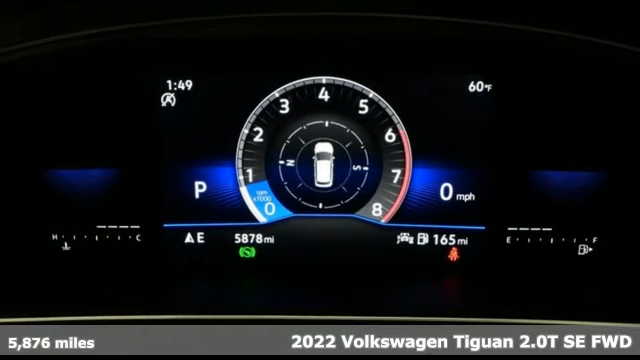 1:49
60°F
4
3 5
2 6
1 7
rpm
x1000
0 8
N S
P
0 mph
E
5878 mi
165 mi
H C
E F
5,876 miles
2022 Volkswagen Tiguan 2.0T SE FWD